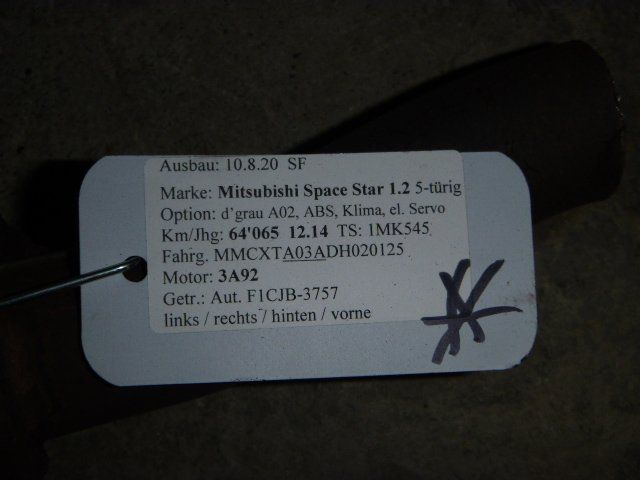 Ausbau: 10.8.20 SF
Marke: Mitsubishi Space Star 1.2 5-türig
Option: d'grau A02, ABS, Klima, el. Servo
Km/Jhg: 64'065 12.14 TS: 1MK545
Fahrg. MMCXTA03ADH020125
Motor: 3A92
Getr.: Aut. F1CJB-3757
links / rechts / hinten / vorne